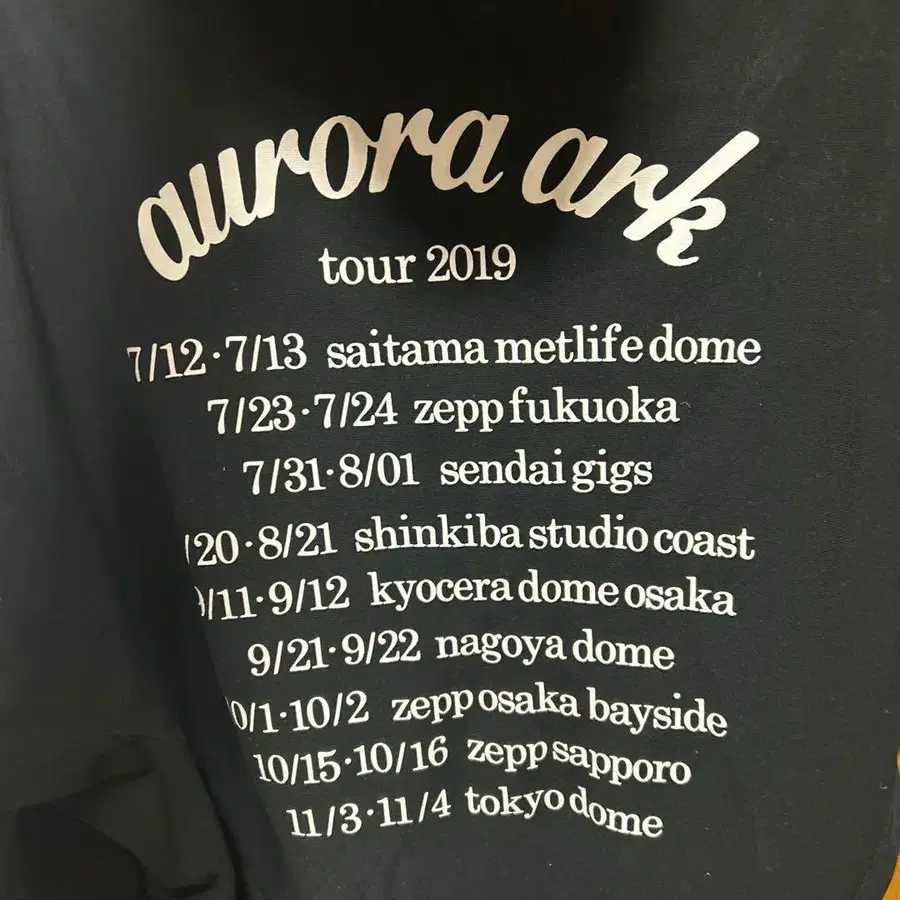 aurora ark
tour 2019
7/12·7/13 saitama metlife dome
7/23·7/24 zepp fukuoka
7/31·8/01 sendai gigs
/20·8/21 shinkiba studio coast
/11·9/12 kyocera dome osaka
9/21·9/22 nagoya dome
0/1·10/2 zepp osaka bayside
10/15·10/16 zepp sapporo
11/3·11/4 tokyo dome